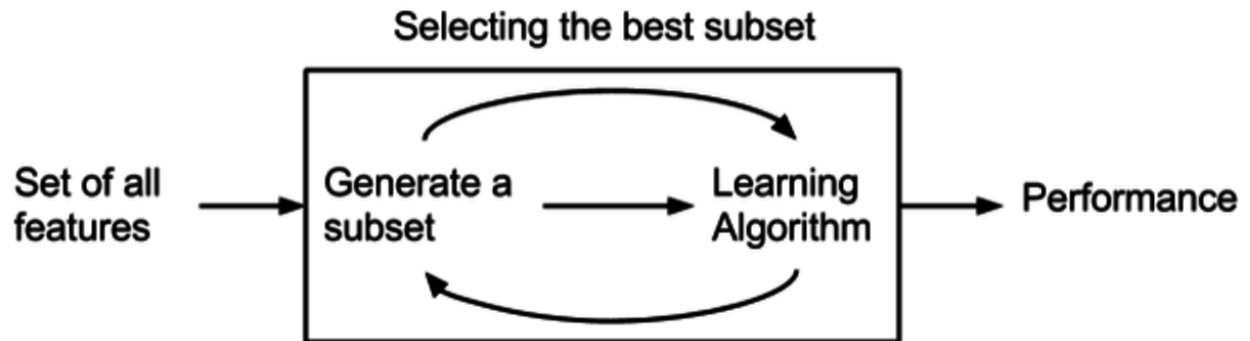 Selecting the best subset
Set of all
features
Generate a
subset
Learning
Algorithm
Performance